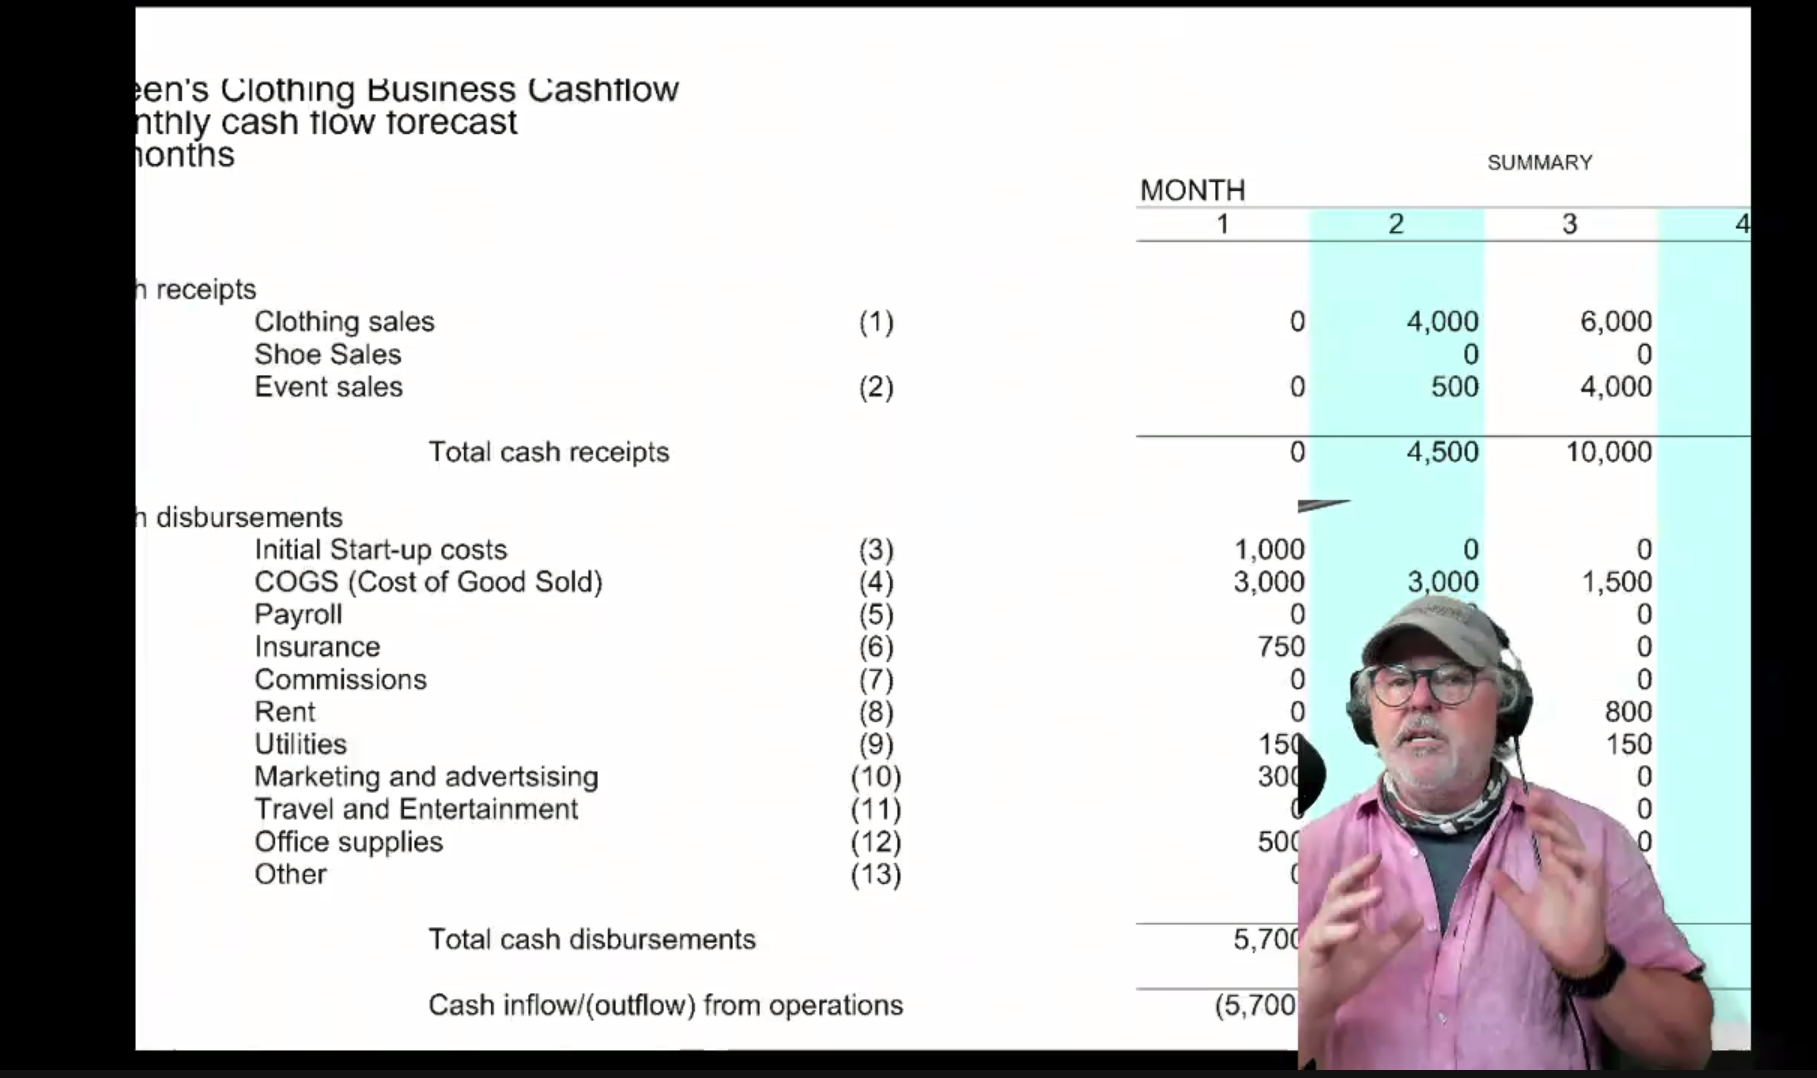 een's Clothing Business Cashflow
nthly cash flow forecast
onths
SUMMARY
MONTH
1 2 3 4
h receipts
Clothing sales (1) 0 4,000 6,000
Shoe Sales 0 0
Event sales (2) 0 500 4,000
Total cash receipts 0 4,500 10,000
h disbursements
Initial Start-up costs (3) 1,000 0 0
COGS (Cost of Good Sold) (4) 3,000 3,000 1,500
Payroll (5) 0 0
Insurance (6) 750 0
Commissions (7) 0 0
Rent (8) 0 800
Utilities (9) 150 150
Marketing and advertsising (10) 300 0
Travel and Entertainment (11) 0 0
Office supplies (12) 500 0
Other (13) 0
Total cash disbursements 5,700
Cash inflow/(outflow) from operations (5,700